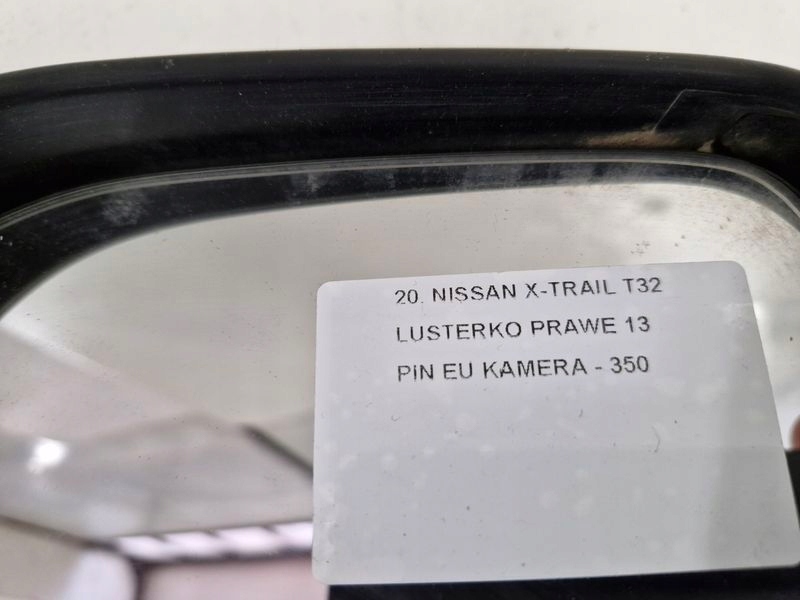 20. NISSAN X-TRAIL T32
LUSTERKO PRAWE 13
PIN EU KAMERA - 350